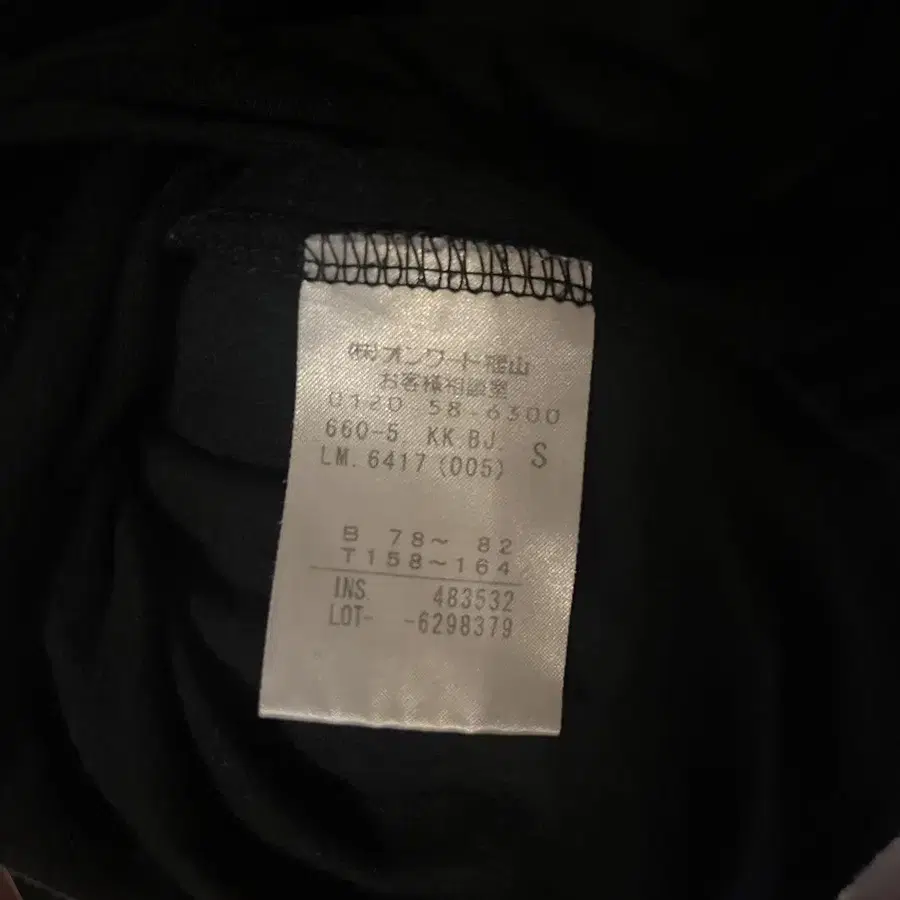 (株)オンワード樫山
お客様相談室
0120 58-6300
660-5 KK BJ. S
LM. 6417 (005)
B 78~ 82
T158~164
INS. 483532
LOT- -6298379